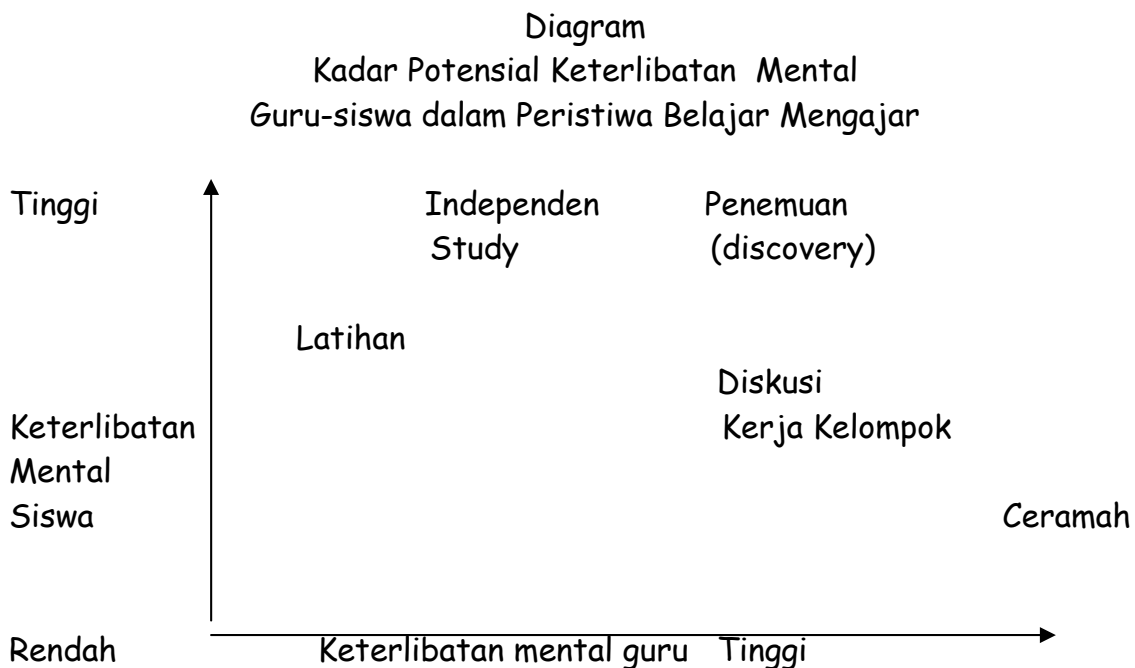 Diagram
Kadar Potensial Keterlibatan Mental
Guru-siswa dalam Peristiwa Belajar Mengajar
Tinggi
Independen
Study
Penemuan
(discovery)
Latihan
Diskusi
Kerja Kelompok
Keterlibatan
Mental
Siswa
Ceramah
Rendah
Keterlibatan mental guru Tinggi